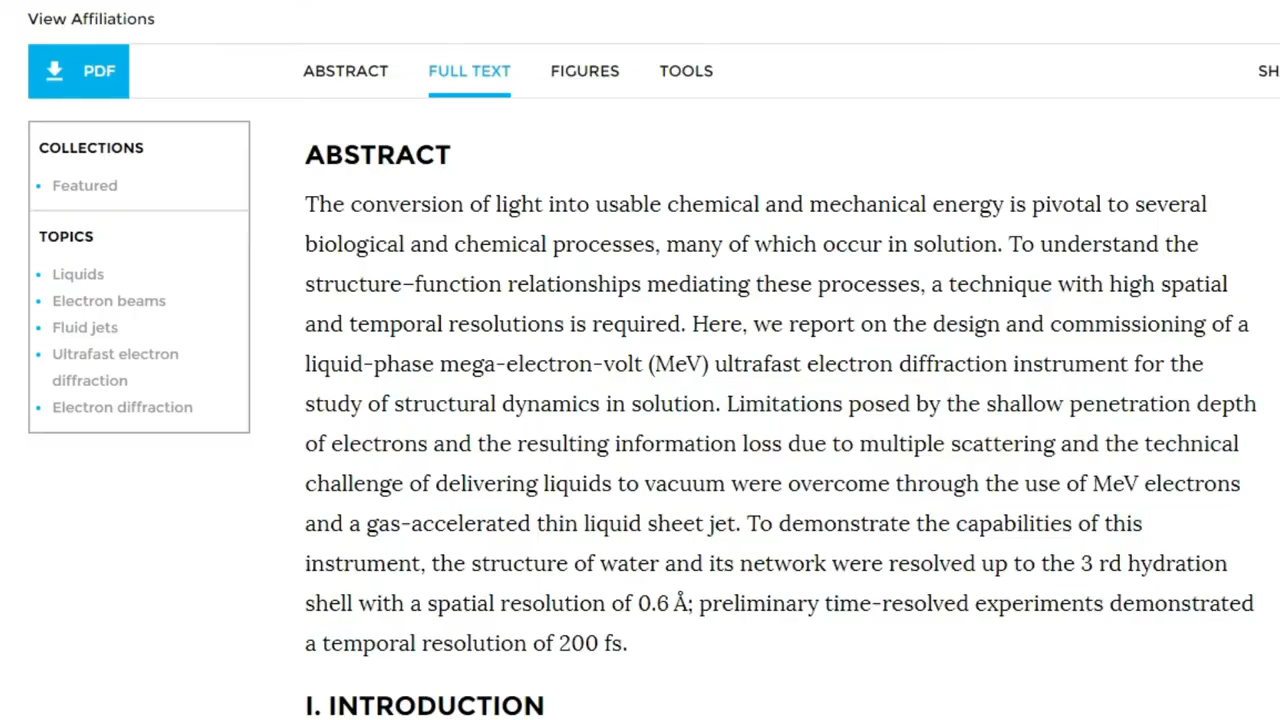 View Affiliations
PDF
ABSTRACT
FULL TEXT
FIGURES
TOOLS
SH
COLLECTIONS
Featured
TOPICS
Liquids
Electron beams
Fluid jets
Ultrafast electron
diffraction
Electron diffraction
ABSTRACT
The conversion of light into usable chemical and mechanical energy is pivotal to several
biological and chemical processes, many of which occur in solution. To understand the
structure–function relationships mediating these processes, a technique with high spatial
and temporal resolutions is required. Here, we report on the design and commissioning of a
liquid-phase mega-electron-volt (MeV) ultrafast electron diffraction instrument for the
study of structural dynamics in solution. Limitations posed by the shallow penetration depth
of electrons and the resulting information loss due to multiple scattering and the technical
challenge of delivering liquids to vacuum were overcome through the use of MeV electrons
and a gas-accelerated thin liquid sheet jet. To demonstrate the capabilities of this
instrument, the structure of water and its network were resolved up to the 3 rd hydration
shell with a spatial resolution of 0.6 Å; preliminary time-resolved experiments demonstrated
a temporal resolution of 200 fs.
I. INTRODUCTION